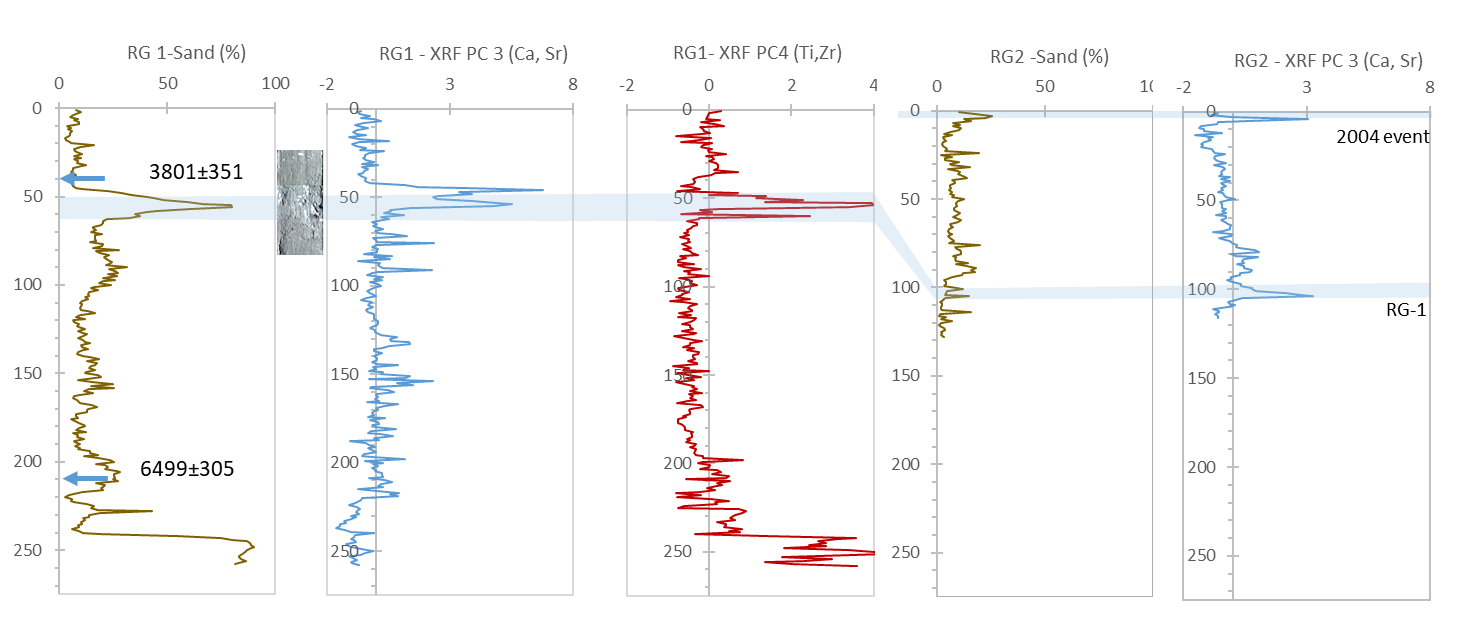 RG 1-Sand (%)
0 50 100
0
50
100
150
200
250
3801±351
6499±305
RG1 - XRF PC 3 (Ca, Sr)
-2 3 8
0
50
100
150
200
250
RG1- XRF PC4 (Ti,Zr)
-2 0 2 4
0
50
100
150
200
250
RG2 -Sand (%)
0 50 10
0
50
100
150
200
250
RG2 - XRF PC 3 (Ca, Sr)
-2 3 8
0
50
100
150
200
250
2004 event
RG-1